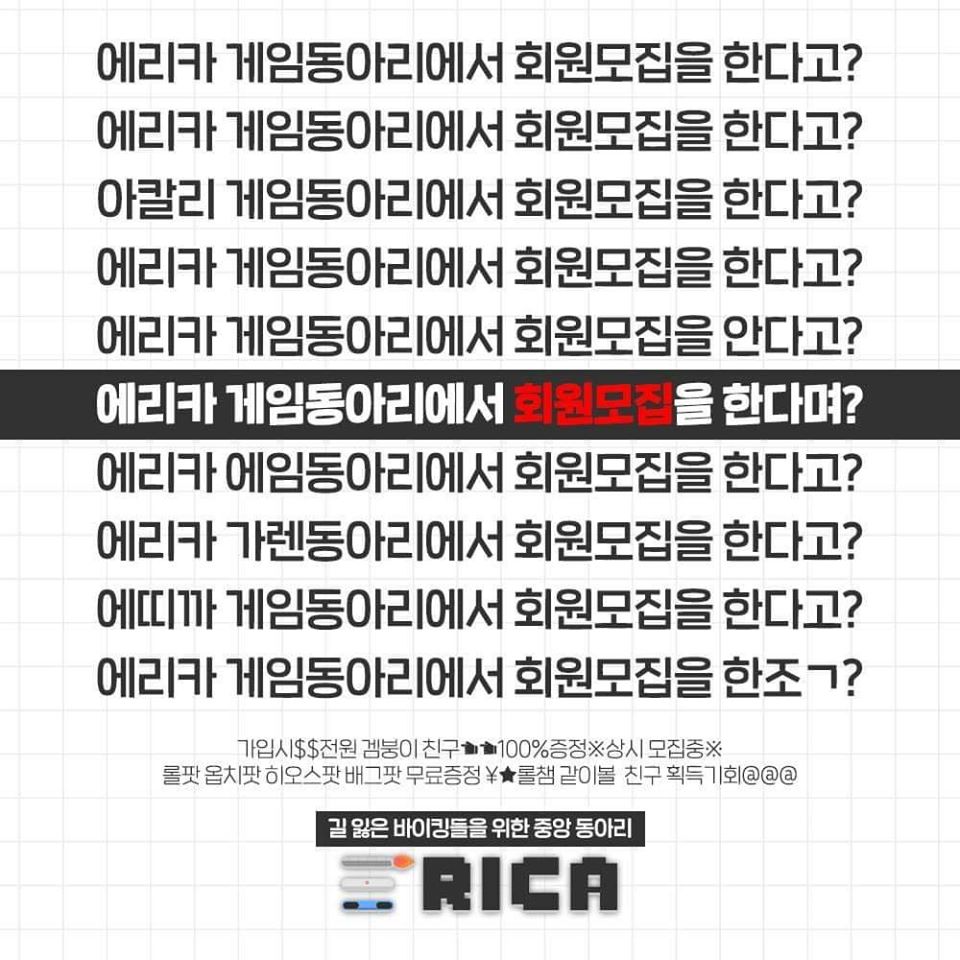 에리카 게임동아리에서 회원모집을 한다고?
에리카 게임동아리에서 회원모집을 한다고?
아칼리 게임동아리에서 회원모집을 한다고?
에리카 게임동아리에서 회원모집을 한다고?
에리카 게임동아리에서 회원모집을 안다고?
에리카 게임동아리에서 회원모집을 한다며?
에리카 에임동아리에서 회원모집을 한다고?
에리카 가렌동아리에서 회원모집을 한다고?
에띠까 게임동아리에서 회원모집을 한다고?
에리카 게임동아리에서 회원모집을 한조ㄱ?
가입시$$전원 겜붕이 친구☚☚100%증정※상시 모집중※
롤팟 옵치팟 히오스팟 배그팟 무료증정 ¥★롤챔 같이볼 친구 획득기회@@@
길 잃은 바이킹들을 위한 중앙 동아리
ERICA